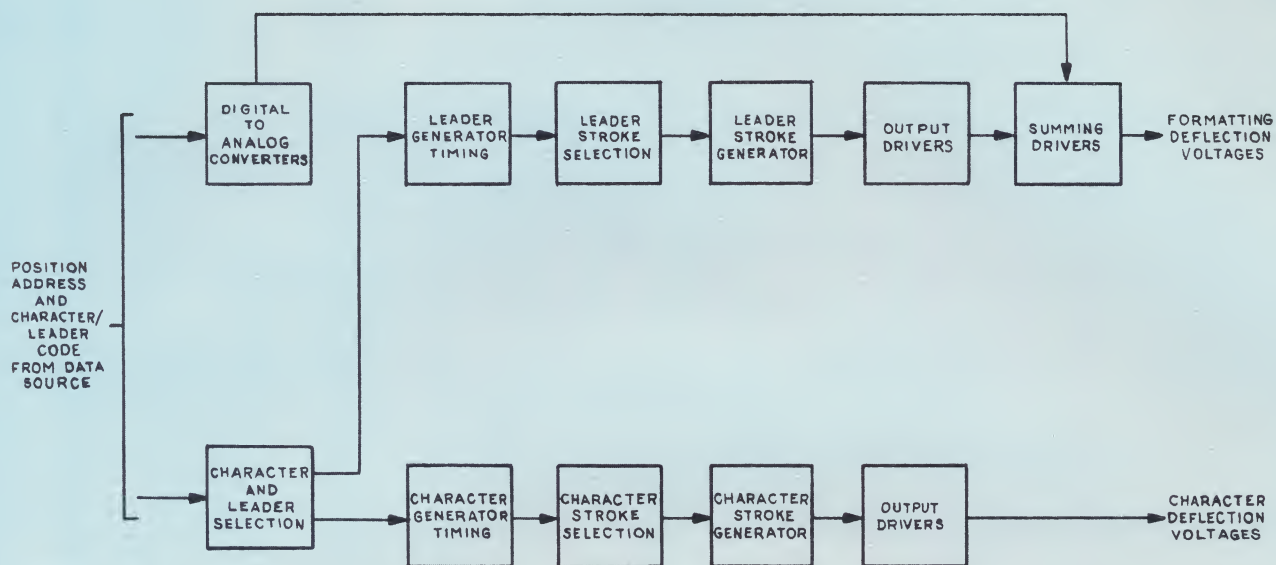 DIGITAL
TO
ANALOG
CONVERTERS
LEADER
GENERATOR
TIMING
LEADER
STROKE
SELECTION
LEADER
STROKE
GENERATOR
OUTPUT
DRIVERS
SUMMING
DRIVERS
FORMATTING
DEFLECTION
VOLTAGES
POSITION
ADDRESS
AND
CHARACTER/
LEADER
CODE
FROM DATA
SOURCE
CHARACTER
AND
LEADER
SELECTION
CHARACTER
GENERATOR
TIMING
CHARACTER
STROKE
SELECTION
CHARACTER
STROKE
GENERATOR
OUTPUT
DRIVERS
CHARACTER
DEFLECTION
VOLTAGES